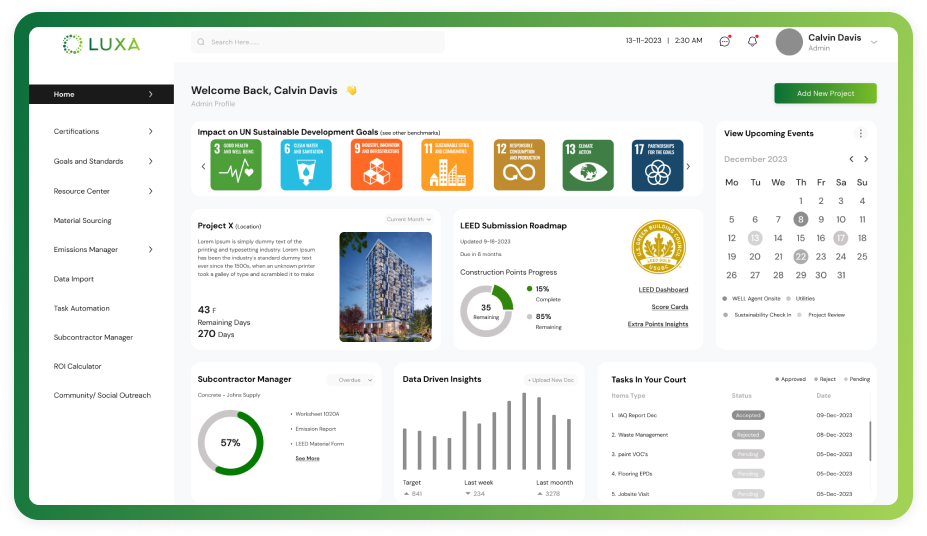 LUXA
Search Here.....
13-11-2023 | 2:30 AM
Calvin Davis
Admin
Home
Certifications
Goals and Standards
Resource Center
Material Sourcing
Emissions Manager
Data Import
Task Automation
Subcontractor Manager
ROI Calculator
Community/ Social Outreach
Welcome Back, Calvin Davis 👋
Admin Profile
Add New Project
Impact on UN Sustainable Development Goals (see other benchmarks)
3 GOOD HEALTH
AND WELL BEING
6 CLEAN WATER
AND SANITATION
9 INDUSTRY, INNOVATION
AND INFRASTRUCTURE
11 SUSTAINABLE CITIES
AND COMMUNITIES
12 RESPONSIBLE
CONSUMPTION
AND PRODUCTION
13 CLIMATE
ACTION
17 PARTNERSHIPS
FOR THE GOALS
View Upcoming Events
December 2023
Mo Tu We Th Fr Sa Su
1 2 3 4
5 6 7 8 9 10 11
12 13 14 15 16 17 18
19 20 21 22 23 24 25
26 27 28 29 30 31
WELL Agent Onsite Utilities
Sustainability Check In Project Review
Project X (Location)
Current Month
Lorem Ipsum is simply dummy text of the
printing and typesetting industry. Lorem Ipsum
has been the industry's standard dummy text
ever since the 1500s, when an unknown printer
took a galley of type and scrambled it to make
43 F
Remaining Days
270 Days
LEED Submission Roadmap
Updated 9-18-2023
Due in 6 months
Construction Points Progress
35
Remaining
15%
Complete
85%
Remaining
U.S. GREEN BUILDING COUNCIL
LEED GOLD
USGBC
LEED Dashboard
Score Cards
Extra Points Insights
Subcontractor Manager
Overdue
Concrete - Johns Supply
57%
• Worksheet 1020A
• Emission Report
• LEED Material Form
See More
Data Driven Insights
+ Upload New Doc
Target Last week Last moonth
841 234 3278
Tasks In Your Court
Approved Reject Pending
Items Type Status Date
1. IAQ Report Dec Accepted 09-Dec-2023
2. Waste Management Rejected 08-Dec-2023
3. paint VOC's Pending 05-Dec-2023
4. Flooring EPDs Pending 05-Dec-2023
5. Jobsite Visit Pending 05-Dec-2023